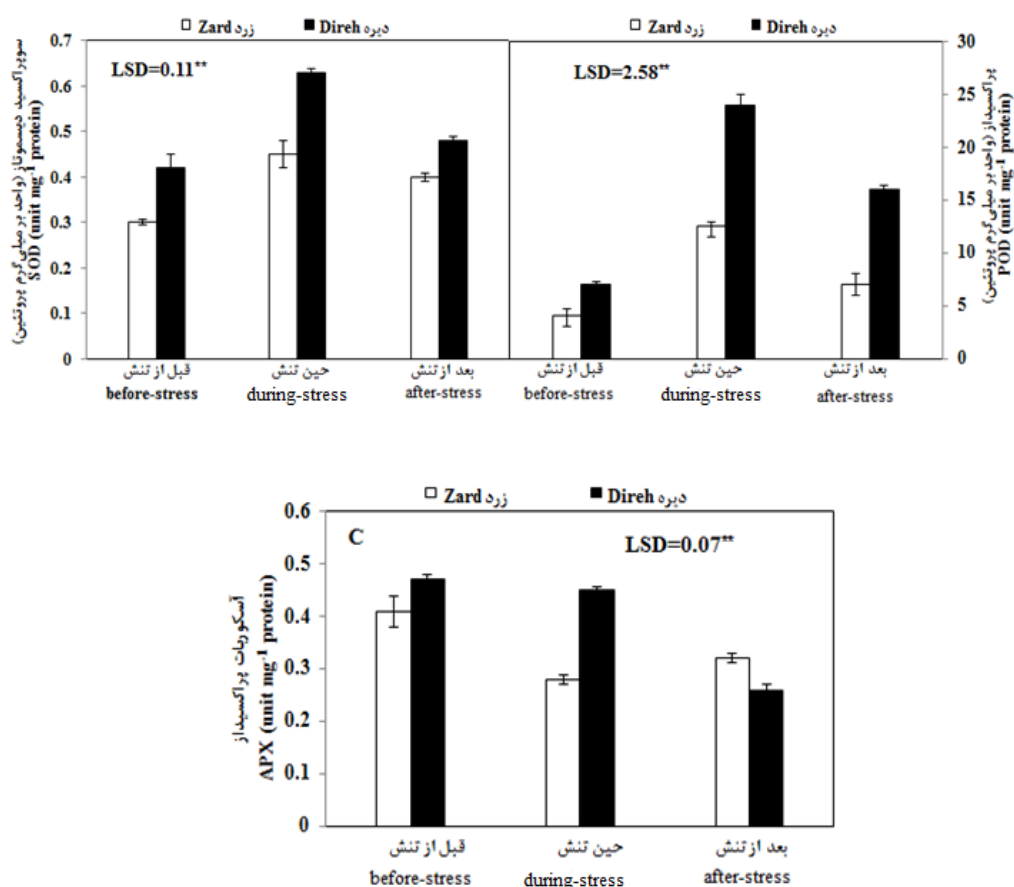 Zard زرد Direh دیره
Zard زرد Direh دیره
سوپراکسید دیسموتاز (واحد بر میلی گرم پروتئین)
SOD (unit mg-1 protein)
0.7
0.6
0.5
0.4
0.3
0.2
0.1
0
LSD=0.11**
قبل از تنش
before-stress
حین تنش
during-stress
بعد از تنش
after-stress
LSD=2.58**
قبل از تنش
before-stress
حین تنش
during-stress
بعد از تنش
after-stress
30
25
20
15
10
5
0
پراکسیداز (واحد بر میلی گرم پروتئین)
POD (unit mg-1 protein)
Zard زرد Direh دیره
آسکوربات پراکسیداز
APX (unit mg-1 protein)
0.6
0.5
0.4
0.3
0.2
0.1
0
C
LSD=0.07**
قبل از تنش
before-stress
حین تنش
during-stress
بعد از تنش
after-stress